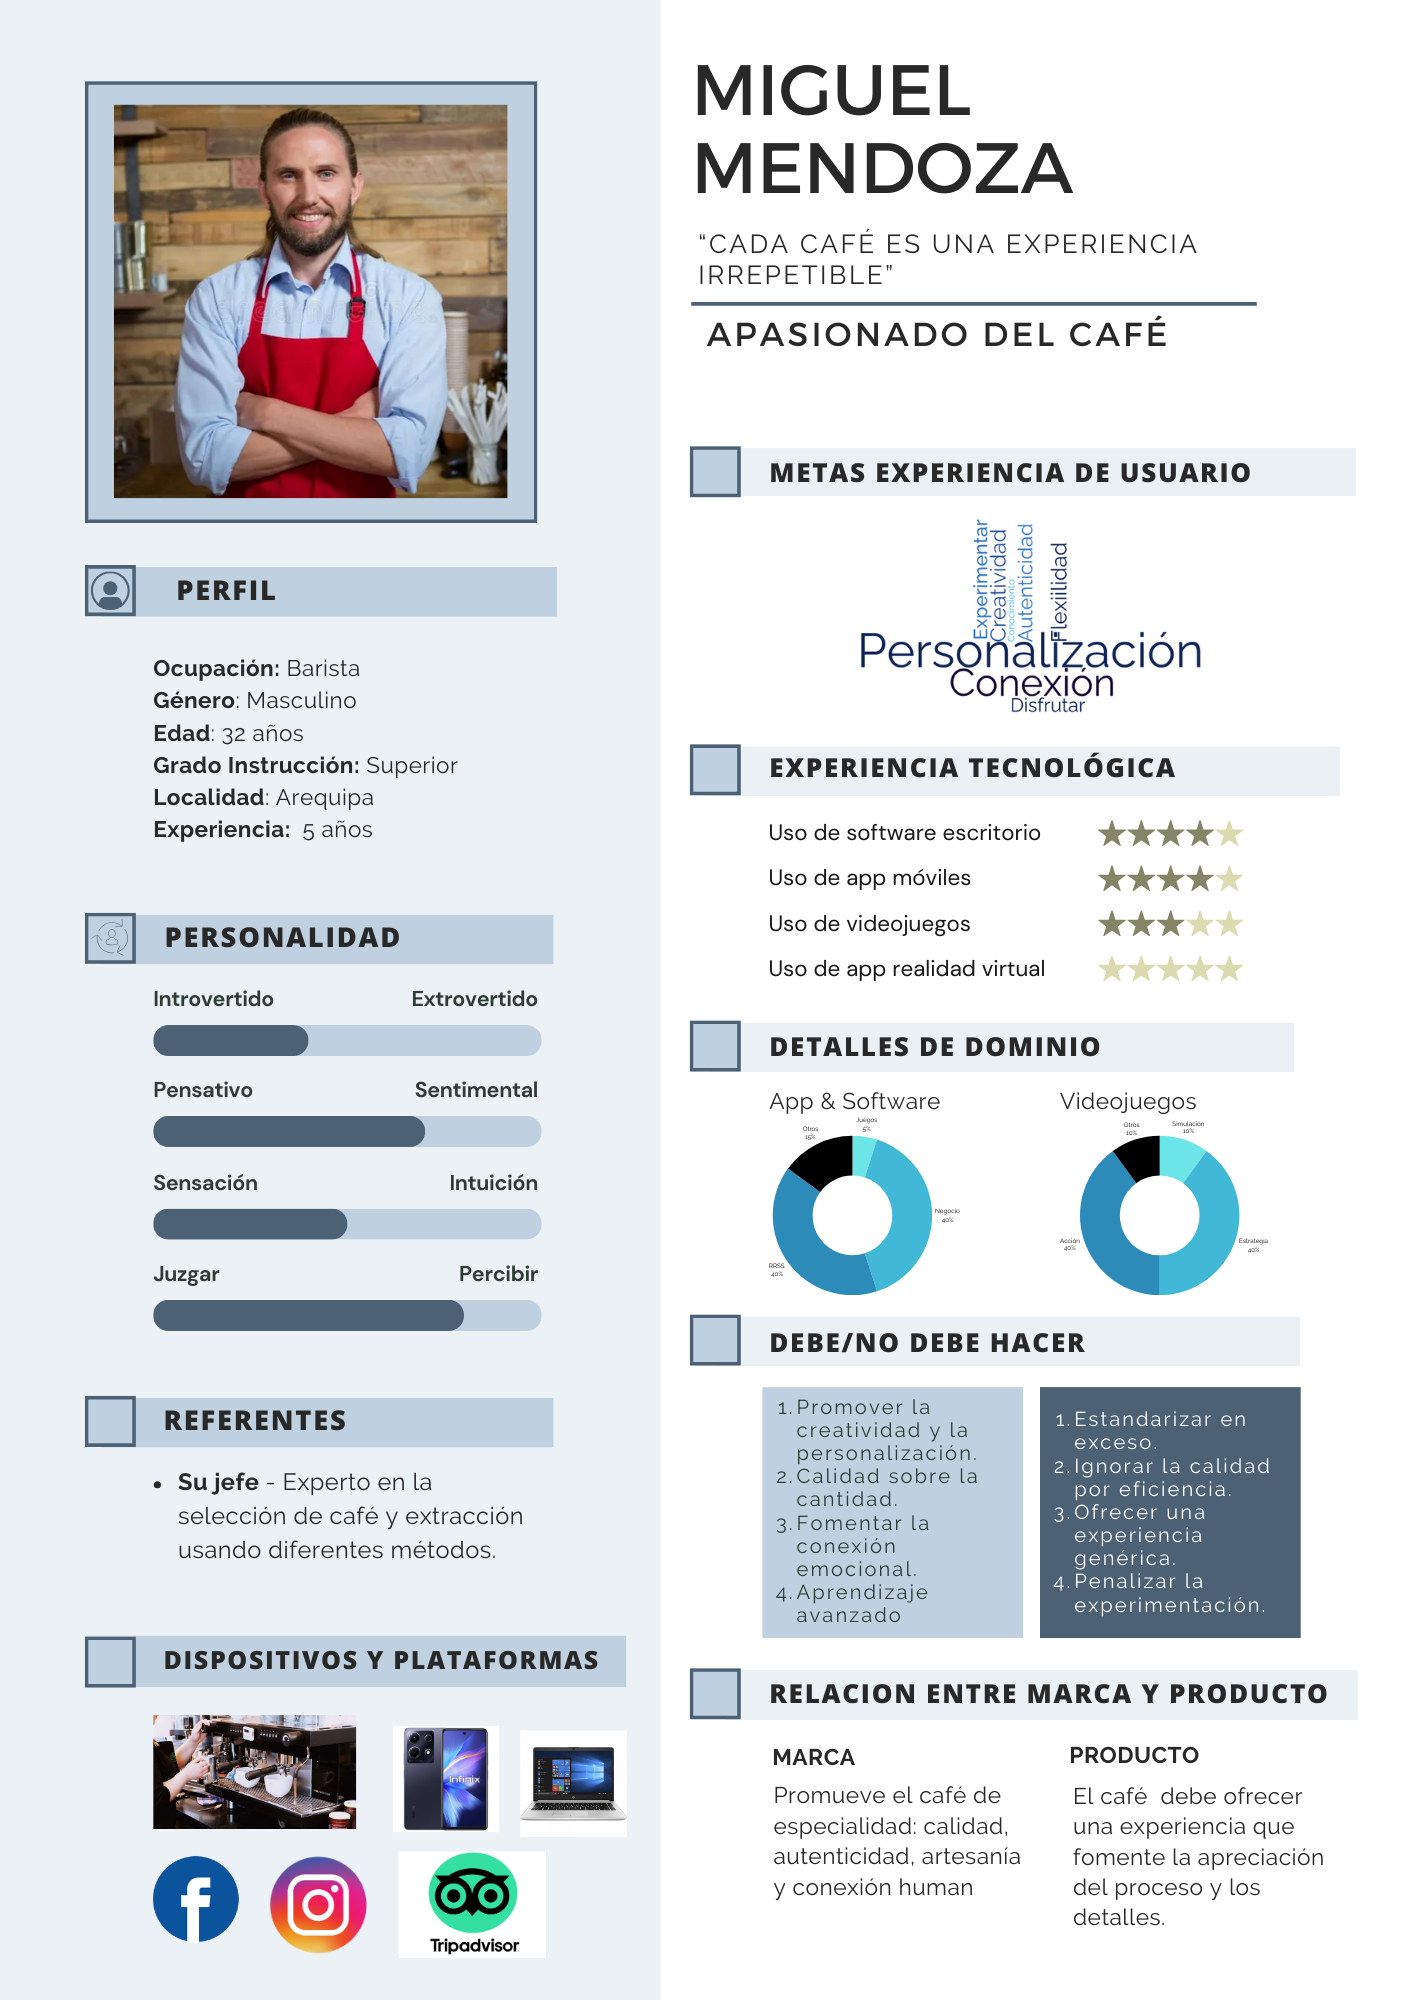 MIGUEL
MENDOZA
“CADA CAFÉ ES UNA EXPERIENCIA
IRREPETIBLE”
APASIONADO DEL CAFÉ
PERFIL
Ocupación: Barista
Género: Masculino
Edad: 32 años
Grado Instrucción: Superior
Localidad: Arequipa
Experiencia: 5 años
PERSONALIDAD
Introvertido Extrovertido
Pensativo Sentimental
Sensación Intuición
Juzgar Percibir
REFERENTES
• Su jefe - Experto en la
selección de café y extracción
usando diferentes métodos.
DISPOSITIVOS Y PLATAFORMAS
Infinix
Tripadvisor
METAS EXPERIENCIA DE USUARIO
Experimentar
Creatividad
Conocimiento
Autenticidad
Flexiilidad
Personalización
Conexión
Disfrutar
EXPERIENCIA TECNOLÓGICA
Uso de software escritorio
Uso de app móviles
Uso de videojuegos
Uso de app realidad virtual
DETALLES DE DOMINIO
App & Software
Juegos
5%
Otros
15%
Negocio
40%
RRSS
40%
Videojuegos
Otros
10%
Simulación
10%
Acción
40%
Estrategia
40%
DEBE/NO DEBE HACER
1. Promover la
creatividad y la
personalización.
2. Calidad sobre la
cantidad.
3. Fomentar la
conexión
emocional.
4. Aprendizaje
avanzado
1. Estandarizar en
exceso.
2. Ignorar la calidad
por eficiencia.
3. Ofrecer una
experiencia
genérica.
4. Penalizar la
experimentación.
RELACION ENTRE MARCA Y PRODUCTO
MARCA
Promueve el café de
especialidad: calidad,
autenticidad, artesanía
y conexión human
PRODUCTO
El café debe ofrecer
una experiencia que
fomente la apreciación
del proceso y los
detalles.